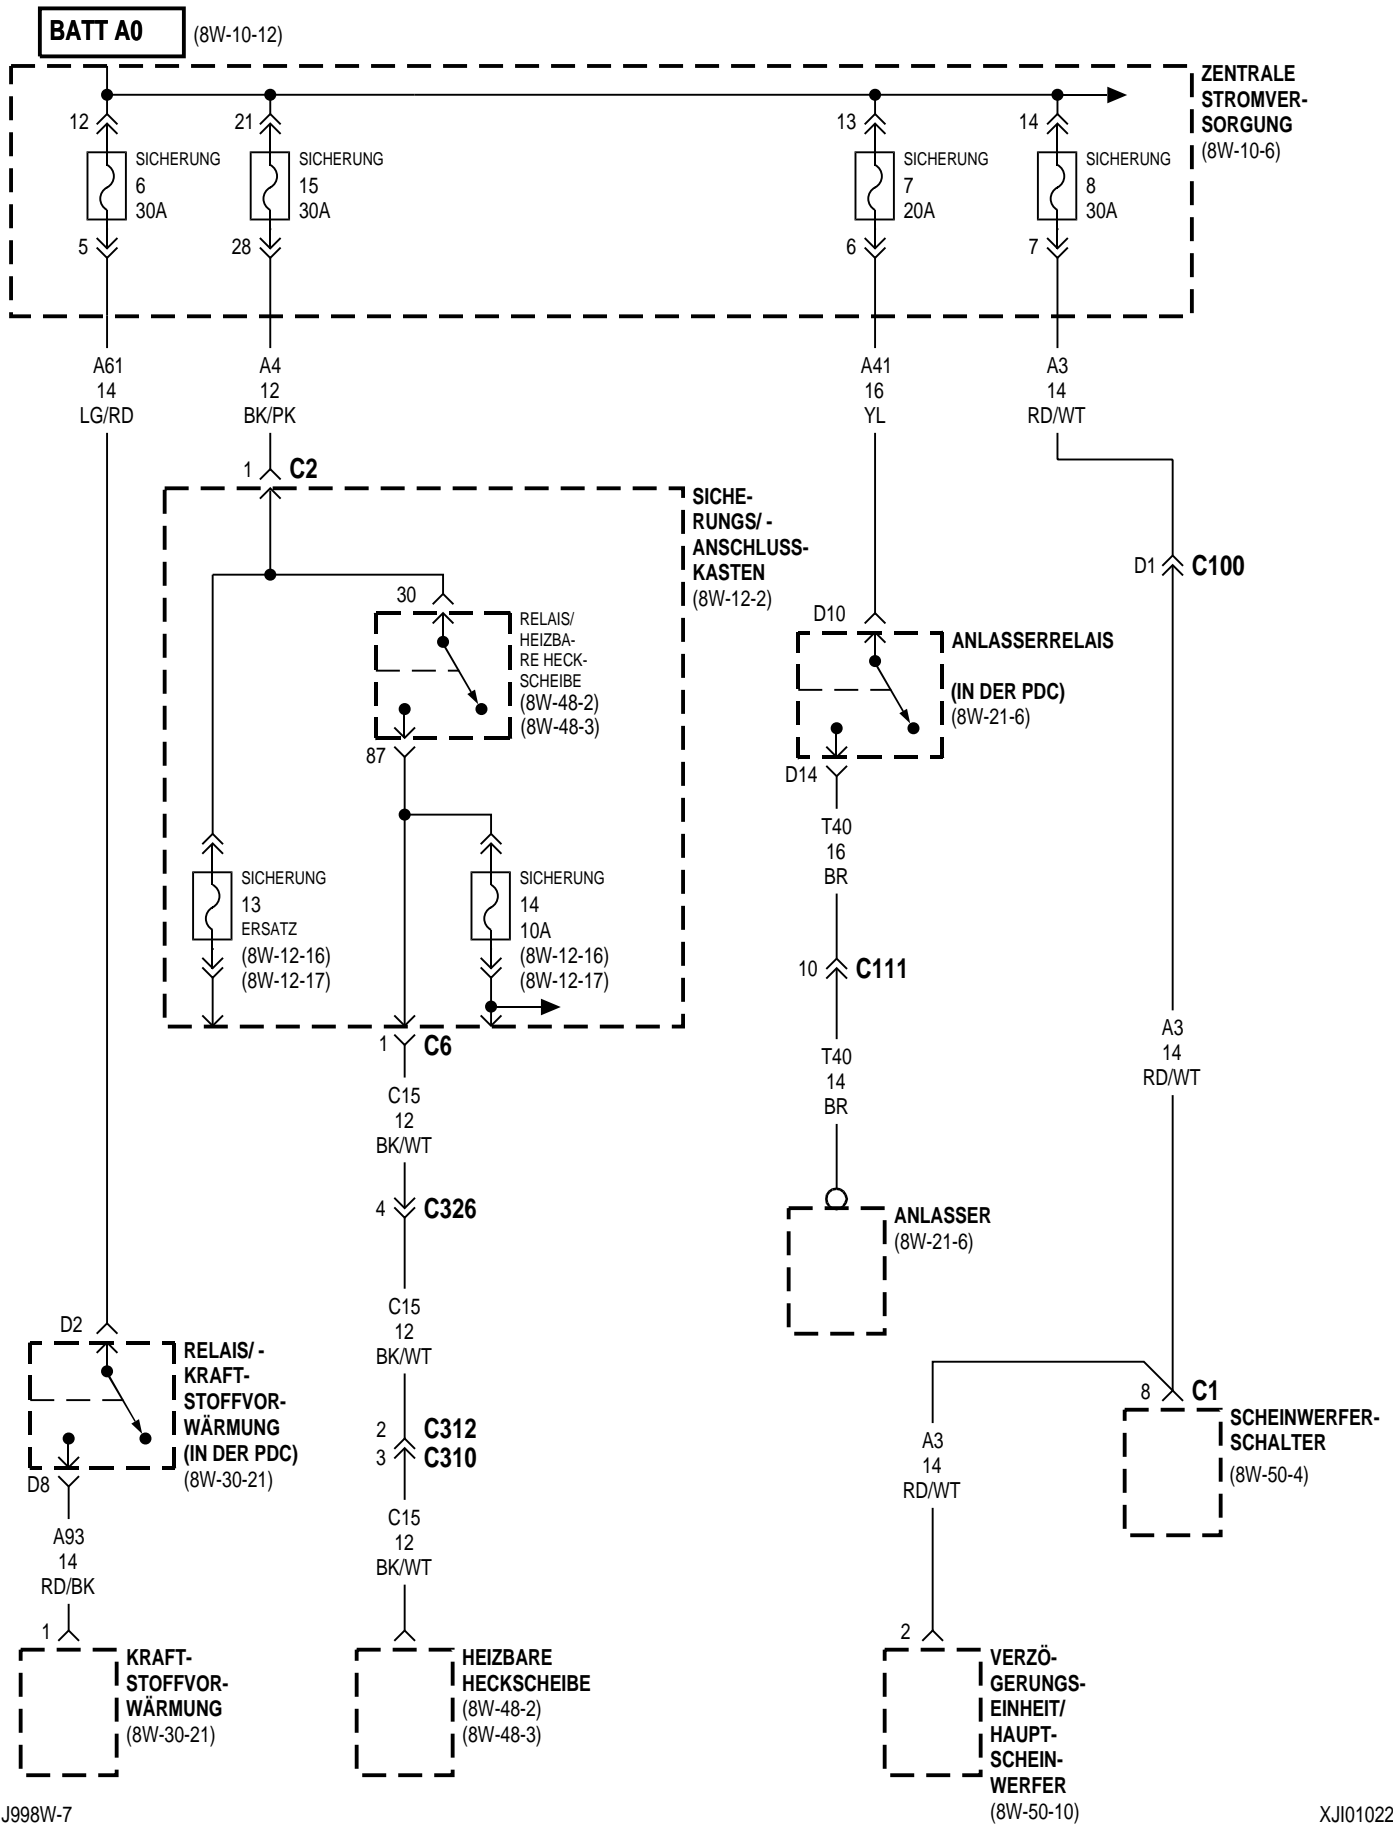 BATT A0
(8W-10-12)
ZENTRALE
STROMVER-
SORGUNG
(8W-10-6)
12
SICHERUNG
6
30A
5
21
SICHERUNG
15
30A
28
13
SICHERUNG
7
20A
6
14
SICHERUNG
8
30A
7
A61
14
LG/RD
A4
12
BK/PK
A41
16
YL
A3
14
RD/WT
1
C2
SICHE-
RUNGS/ -
ANSCHLUSS-
KASTEN
(8W-12-2)
30
RELAIS/
HEIZBA-
RE HECK-
SCHEIBE
(8W-48-2)
(8W-48-3)
87
D1
C100
D10
ANLASSERRELAIS
(IN DER PDC)
(8W-21-6)
D14
T40
16
BR
SICHERUNG
13
ERSATZ
(8W-12-16)
(8W-12-17)
SICHERUNG
14
10A
(8W-12-16)
(8W-12-17)
10
C111
1
C6
T40
14
BR
A3
14
RD/WT
C15
12
BK/WT
4
C326
ANLASSER
(8W-21-6)
C15
12
BK/WT
D2
RELAIS/ -
KRAFT-
STOFFVOR-
WÄRMUNG
(IN DER PDC)
(8W-30-21)
D8
2
C312
3
C310
8
C1
SCHEINWERFER-
SCHALTER
(8W-50-4)
A3
14
RD/WT
A93
14
RD/BK
C15
12
BK/WT
1
KRAFT-
STOFFVOR-
WÄRMUNG
(8W-30-21)
HEIZBARE
HECKSCHEIBE
(8W-48-2)
(8W-48-3)
2
VERZÖ-
GERUNGS-
EINHEIT/
HAUPT-
SCHEIN-
WERFER
(8W-50-10)
J998W-7
XJI01022